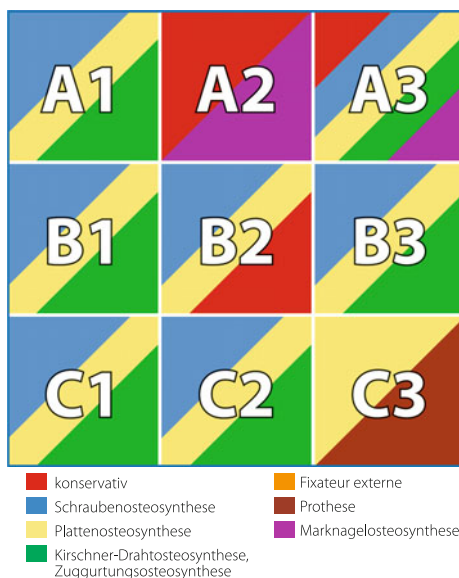 A1 A2 A3
B1 B2 B3
C1 C2 C3
konservativ
Schraubenosteosynthese
Plattenosteosynthese
Kirschner-Drahtosteosynthese,
Zuggurtungsosteosynthese
Fixateur externe
Prothese
Marknagelosteosynthese